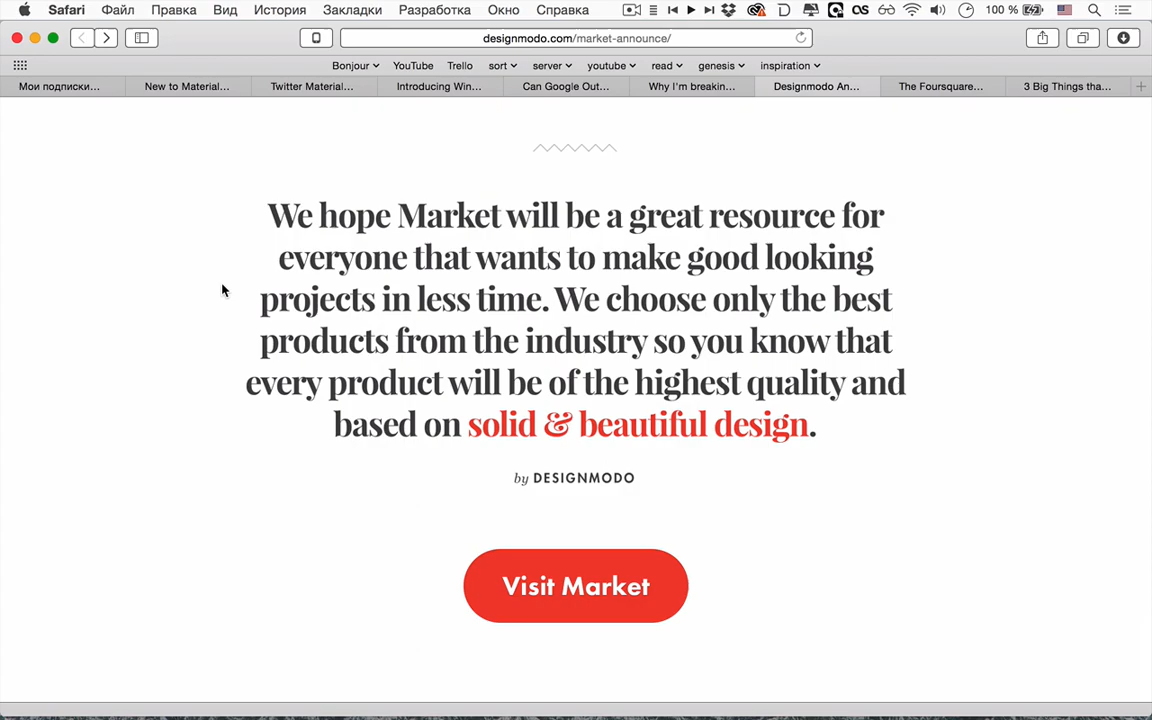 Safari Файл Правка Вид История Закладки Разработка Окно Справка 100 %
designmodo.com/market-announce/
Bonjour YouTube Trello sort server youtube read genesis inspiration
Мои подписки... New to Material... Twitter Material... Introducing Win... Can Google Out... Why I'm breakin... Designmodo An... The Foursquare... 3 Big Things tha...
We hope Market will be a great resource for
everyone that wants to make good looking
projects in less time. We choose only the best
products from the industry so you know that
every product will be of the highest quality and
based on solid & beautiful design.
by DESIGNMODO
Visit Market